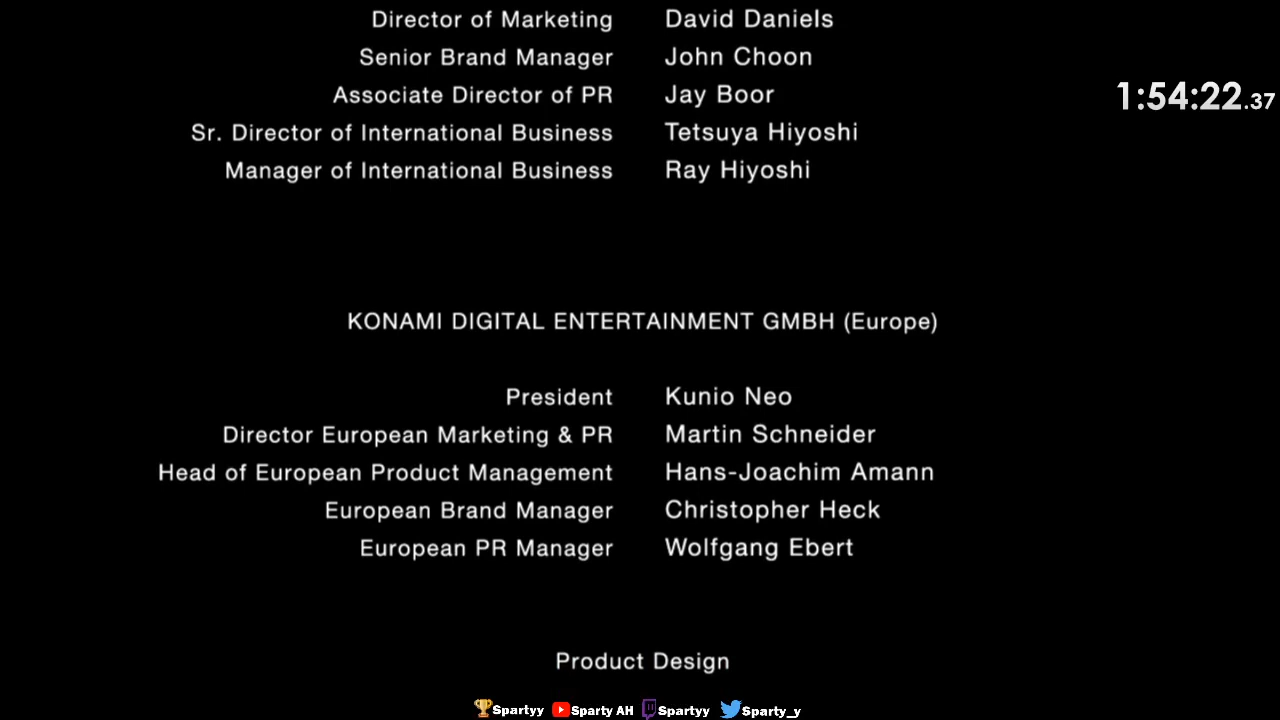 Director of Marketing David Daniels
Senior Brand Manager John Choon
Associate Director of PR Jay Boor
1:54:22.37
Sr. Director of International Business Tetsuya Hiyoshi
Manager of International Business Ray Hiyoshi
KONAMI DIGITAL ENTERTAINMENT GMBH (Europe)
President Kunio Neo
Director European Marketing & PR Martin Schneider
Head of European Product Management Hans-Joachim Amann
European Brand Manager Christopher Heck
European PR Manager Wolfgang Ebert
Product Design
Spartyy Sparty AH Spartyy Sparty_y